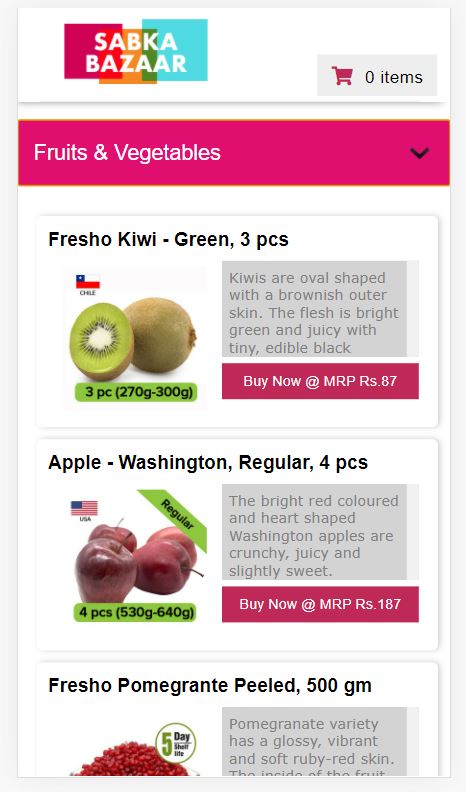 SABKA
BAZAAR
0 items
Fruits & Vegetables
Fresho Kiwi - Green, 3 pcs
CHILE
3 pc (270g-300g)
Kiwis are oval shaped
with a brownish outer
skin. The flesh is bright
green and juicy with
tiny, edible black
Buy Now @ MRP Rs.87
Apple - Washington, Regular, 4 pcs
USA
Regular
4 pcs (530g-640g)
The bright red coloured
and heart shaped
Washington apples are
crunchy, juicy and
slightly sweet.
Buy Now @ MRP Rs.187
Fresho Pomegrante Peeled, 500 gm
5 Day
Shelf
life
Pomegranate variety
has a glossy, vibrant
and soft ruby-red skin.
The inside of the fruit